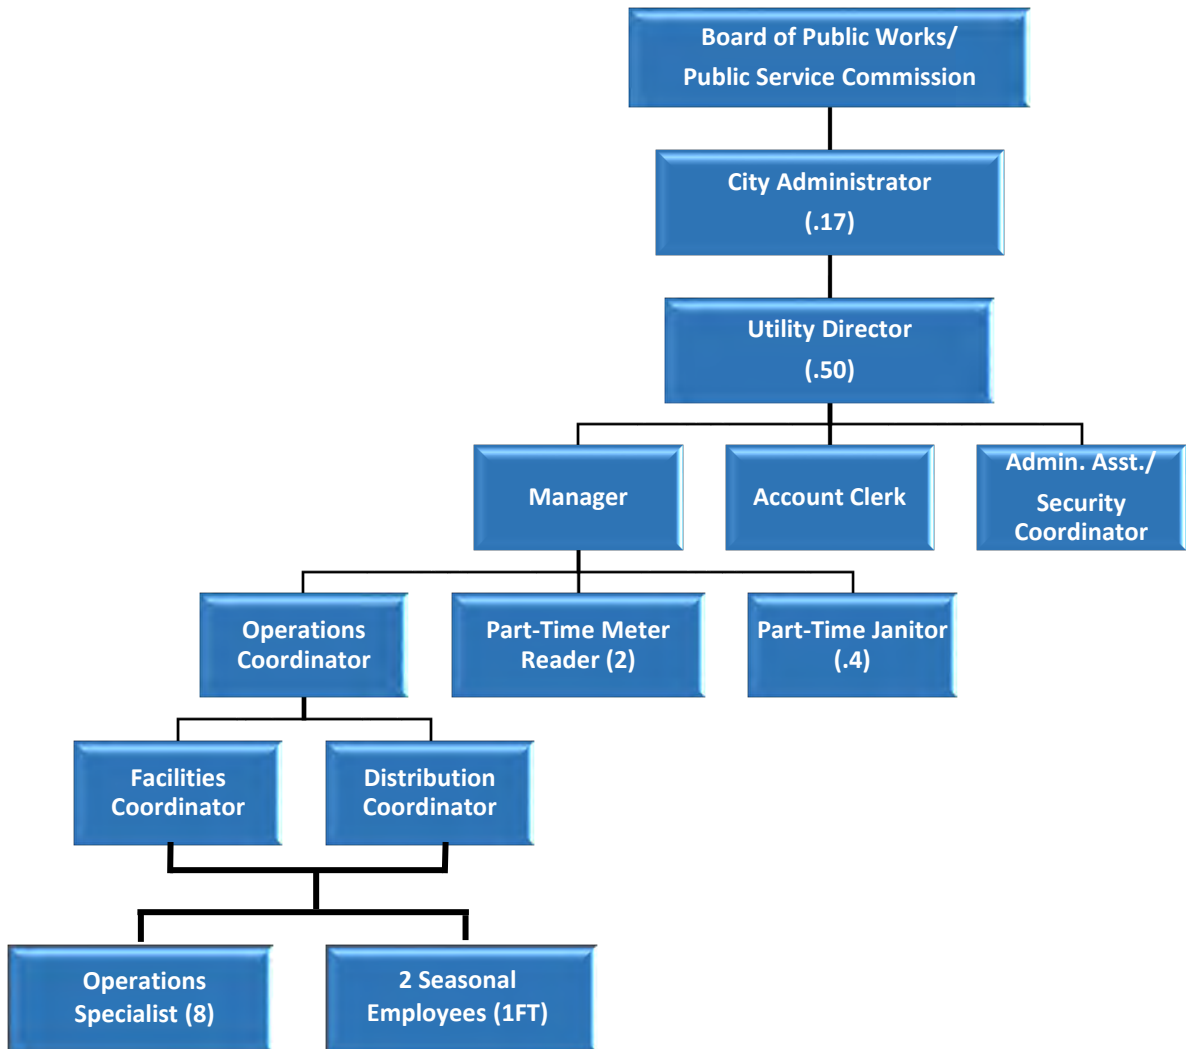 Board of Public Works/
Public Service Commission
City Administrator
(.17)
Utility Director
(.50)
Manager
Account Clerk
Admin. Asst./
Security
Coordinator
Operations
Coordinator
Part-Time Meter
Reader (2)
Part-Time Janitor
(.4)
Facilities
Coordinator
Distribution
Coordinator
Operations
Specialist (8)
2 Seasonal
Employees (1FT)